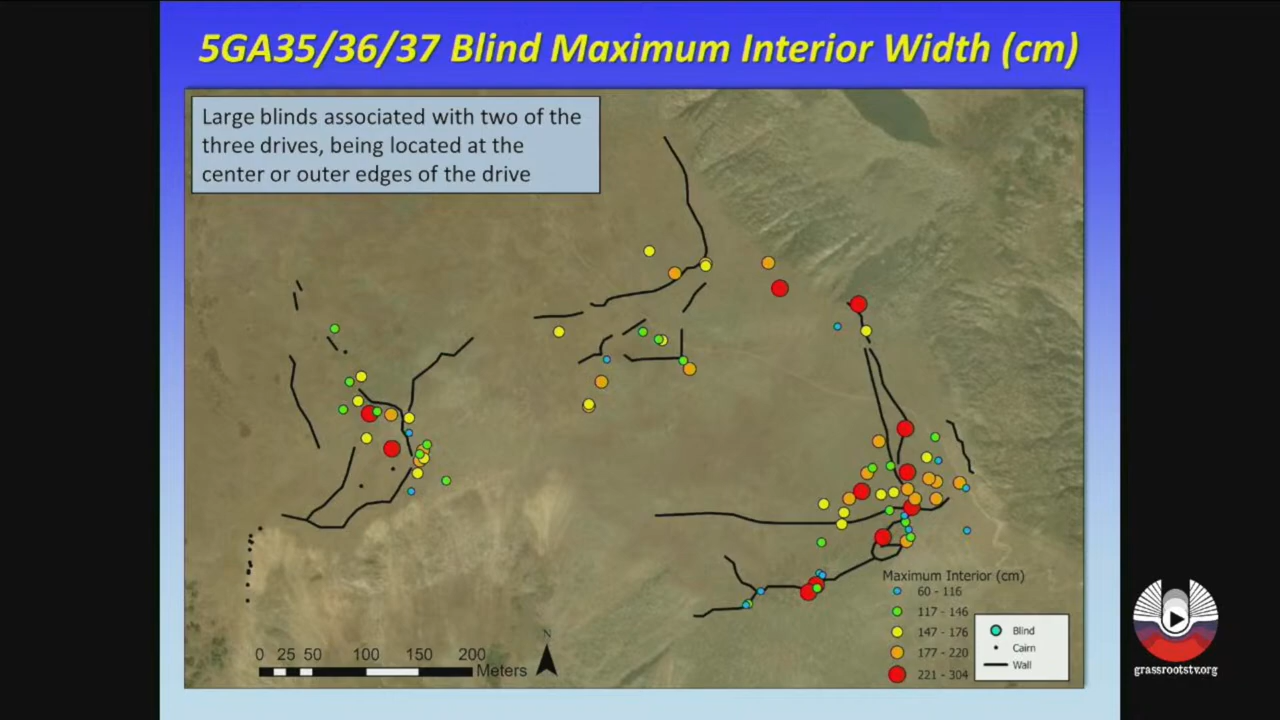 5GA35/36/37 Blind Maximum Interior Width (cm)
Large blinds associated with two of the
three drives, being located at the
center or outer edges of the drive
Maximum Interior (cm)
60 - 116
117 - 146
147 - 176
177 - 220
221 - 304
Blind
Cairn
Wall
N
0 25 50 100 150 200
Meters
grassrootstv.org